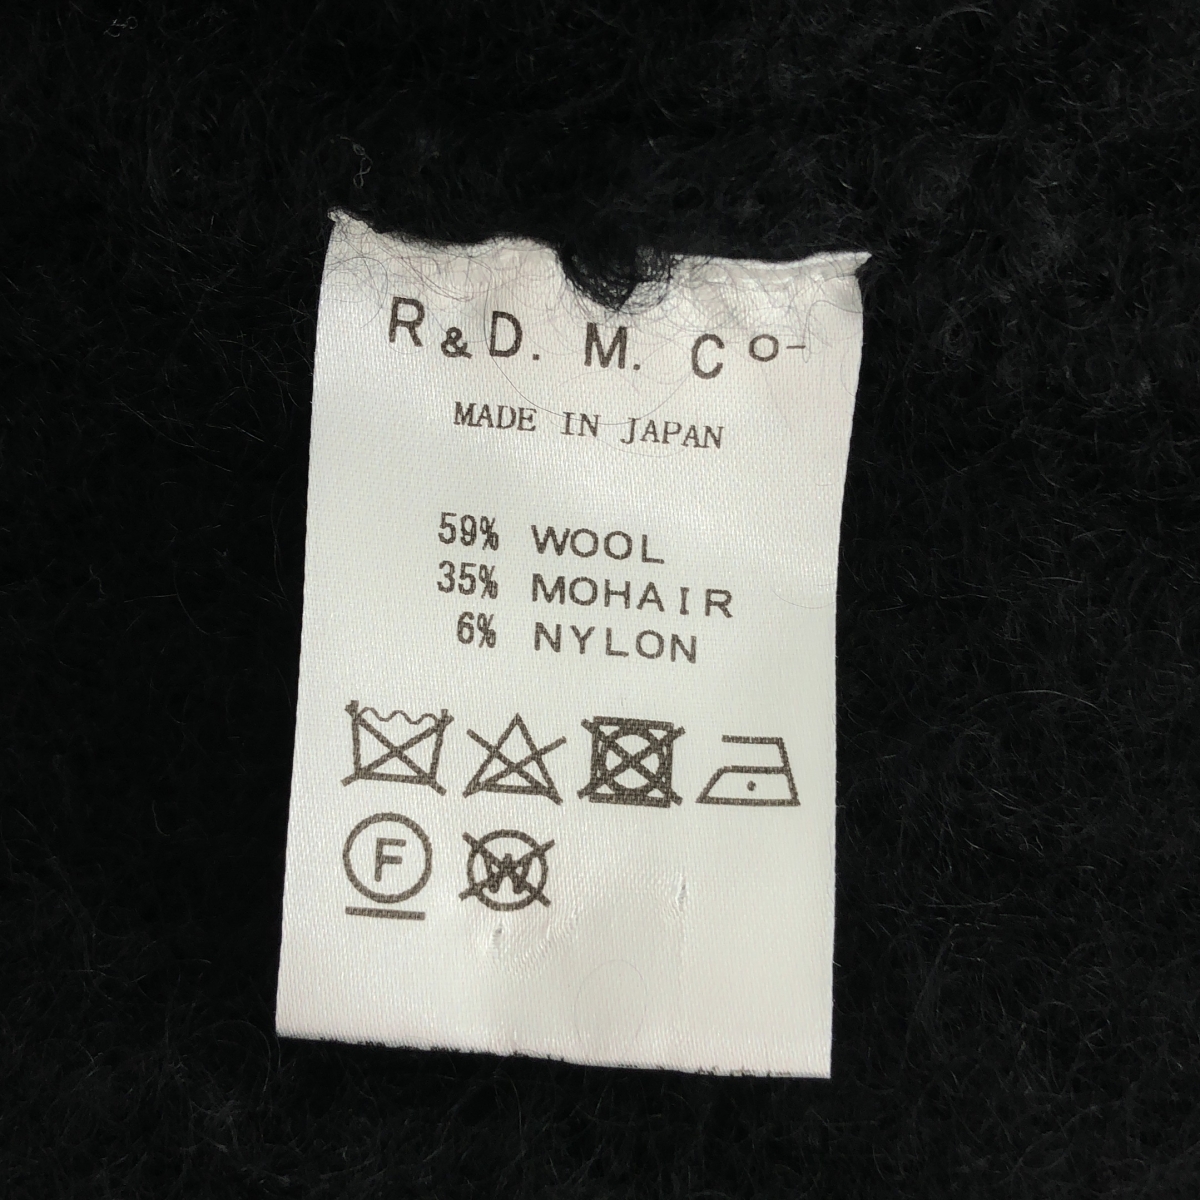 R&D. M. Co-
MADE IN JAPAN
59% WOOL
35% MOHAIR
6% NYLON
F W